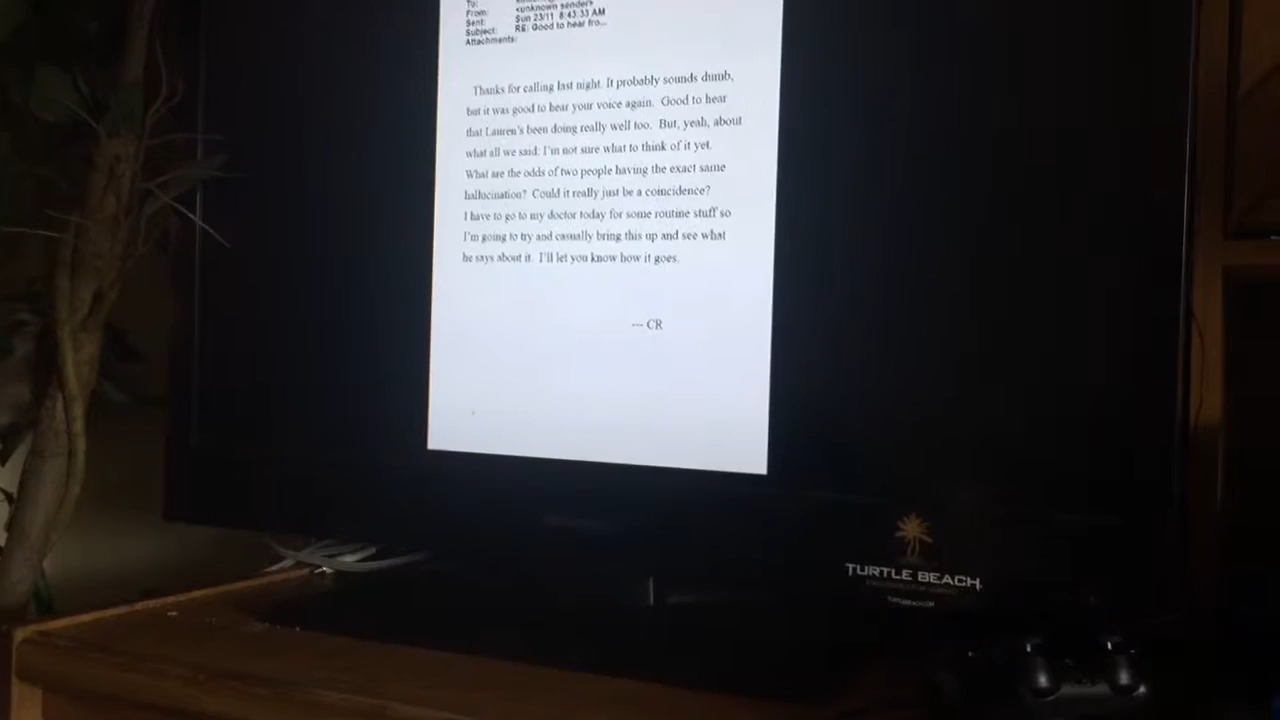 To:
From: <unknown sender>
Sent: Sun 23/11 8:43:33 AM
Subject: RE: Good to hear fro...
Attachments:
Thanks for calling last night. It probably sounds dumb,
but it was good to hear your voice again. Good to hear
that Lauren's been doing really well too. But, yeah, about
what all we said: I'm not sure what to think of it yet.
What are the odds of two people having the exact same
hallucination? Could it really just be a coincidence?
I have to go to my doctor today for some routine stuff so
I'm going to try and casually bring this up and see what
he says about it. I'll let you know how it goes.
--- CR
TURTLE BEACH
TURTLEBEACH.COM